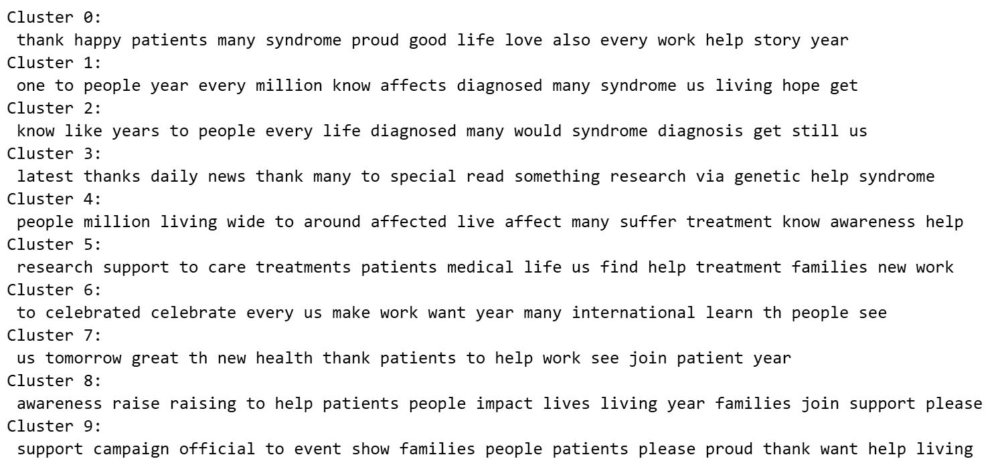 Cluster 0:
thank happy patients many syndrome proud good life love also every work help story year
Cluster 1:
one to people year every million know affects diagnosed many syndrome us living hope get
Cluster 2:
know like years to people every life diagnosed many would syndrome diagnosis get still us
Cluster 3:
latest thanks daily news thank many to special read something research via genetic help syndrome
Cluster 4:
people million living wide to around affected live affect many suffer treatment know awareness help
Cluster 5:
research support to care treatments patients medical life us find help treatment families new work
Cluster 6:
to celebrated celebrate every us make work want year many international learn th people see
Cluster 7:
us tomorrow great th new health thank patients to help work see join patient year
Cluster 8:
awareness raise raising to help patients people impact lives living year families join support please
Cluster 9:
support campaign official to event show families people patients please proud thank want help living